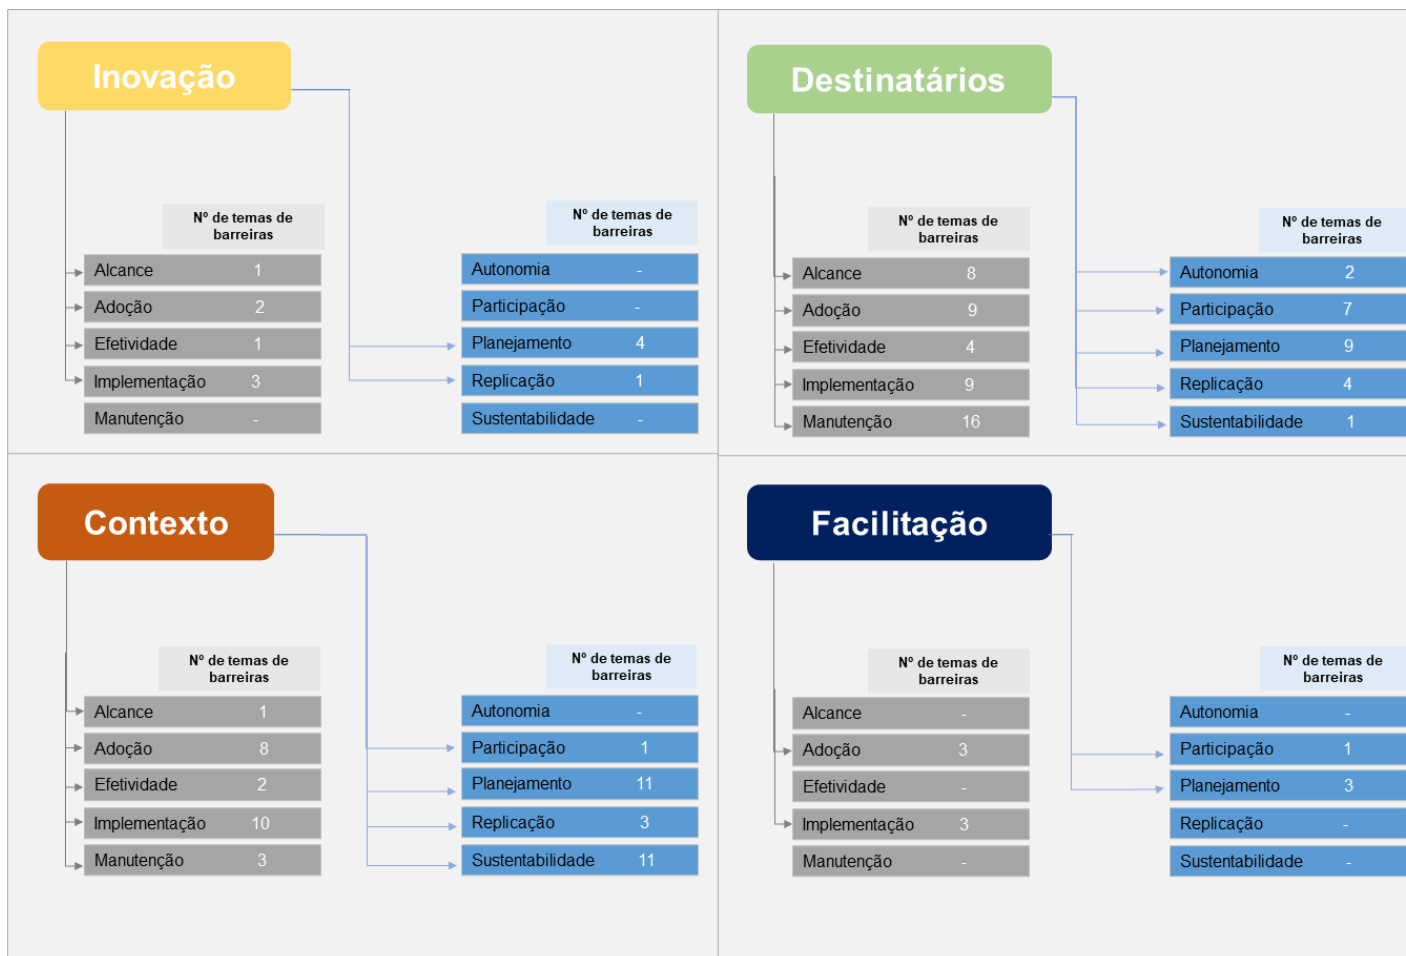 Inovação
Nº de temas de
barreiras
Alcance 1
Adoção 2
Efetividade 1
Implementação 3
Manutenção -
Nº de temas de
barreiras
Autonomia -
Participação -
Planejamento 4
Replicação 1
Sustentabilidade -
Destinatários
Nº de temas de
barreiras
Alcance 8
Adoção 9
Efetividade 4
Implementação 9
Manutenção 16
Nº de temas de
barreiras
Autonomia 2
Participação 7
Planejamento 9
Replicação 4
Sustentabilidade 1
Contexto
Nº de temas de
barreiras
Alcance 1
Adoção 8
Efetividade 2
Implementação 10
Manutenção 3
Nº de temas de
barreiras
Autonomia -
Participação 1
Planejamento 11
Replicação 3
Sustentabilidade 11
Facilitação
Nº de temas de
barreiras
Alcance -
Adoção 3
Efetividade -
Implementação 3
Manutenção -
Nº de temas de
barreiras
Autonomia -
Participação 1
Planejamento 3
Replicação -
Sustentabilidade -